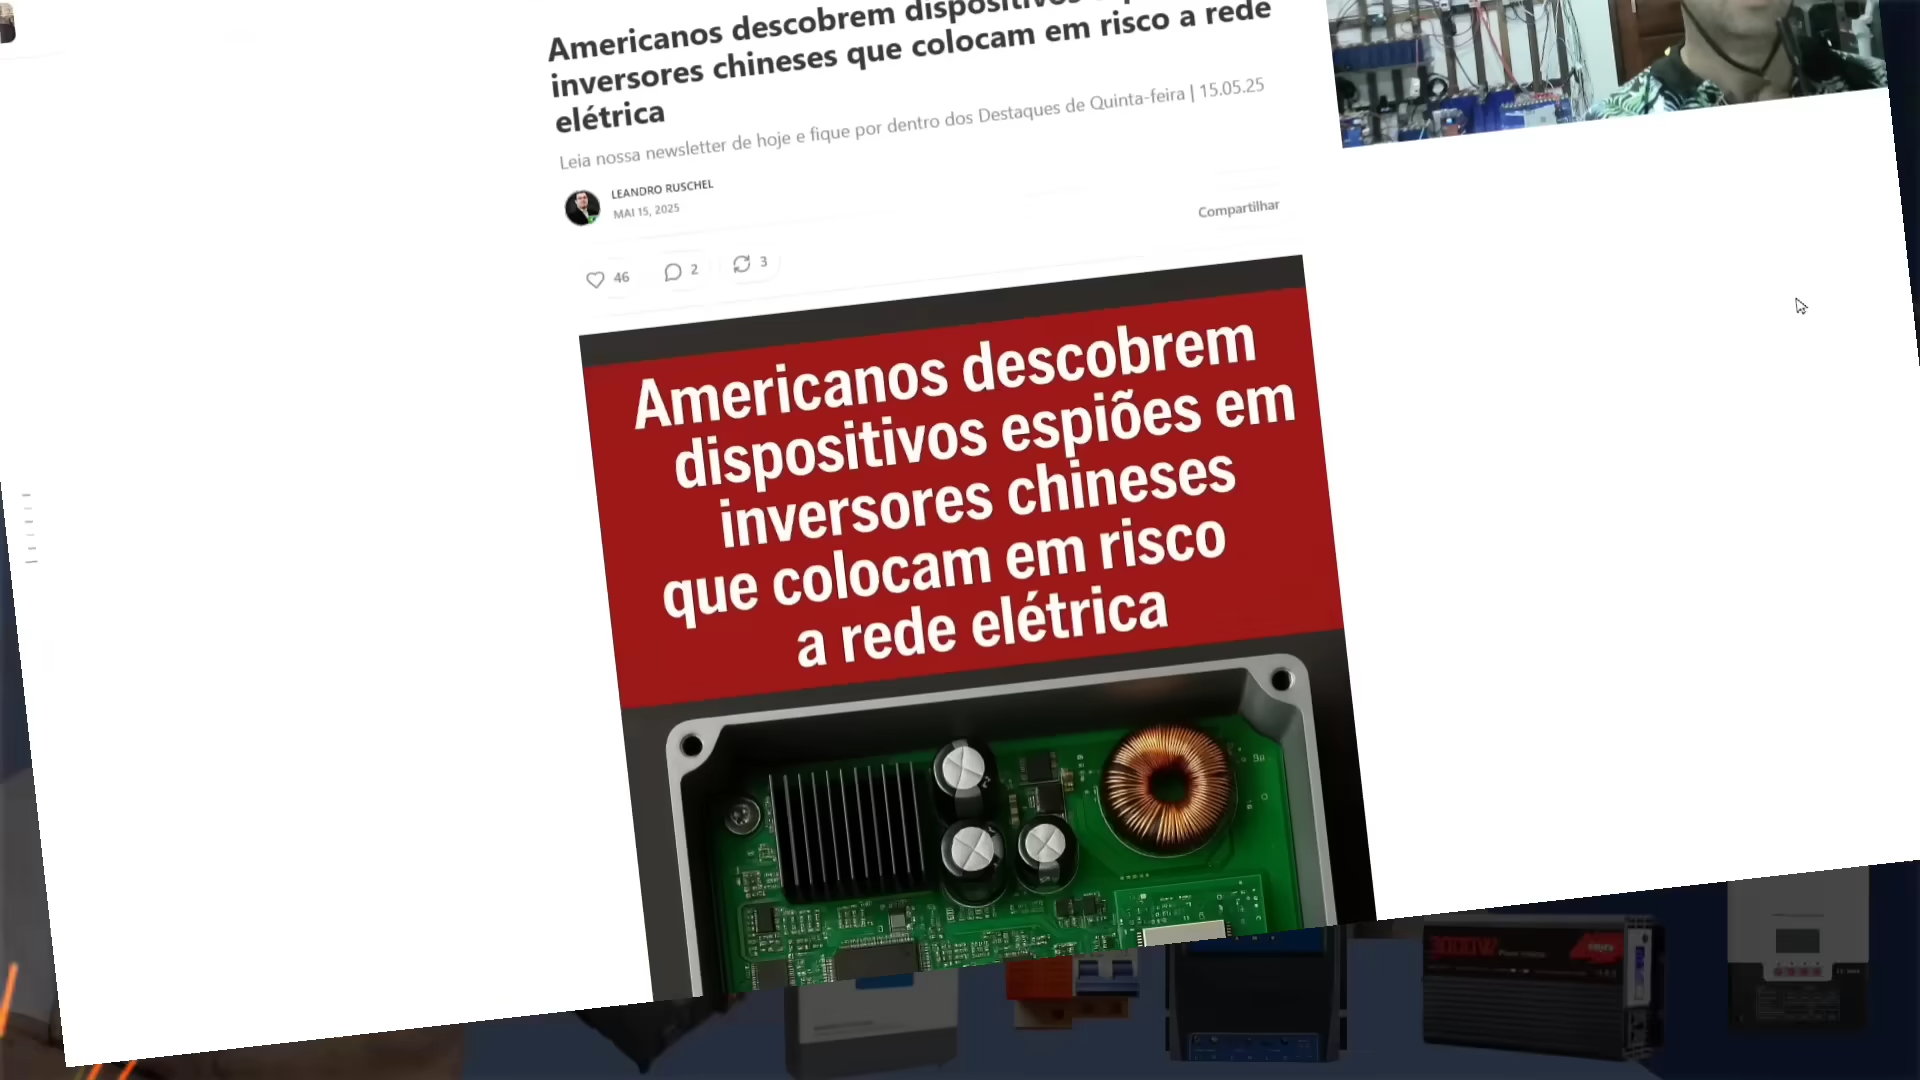 Americanos descobrem dispositivos
inversores chineses que colocam em risco a rede
elétrica
Leia nossa newsletter de hoje e fique por dentro dos Destaques de Quinta-feira | 15.05.25
LEANDRO RUSCHEL
MAI 15, 2025
Compartilhar
46
2
3
Americanos descobrem
dispositivos espiões em
inversores chineses
que colocam em risco
a rede elétrica
3000W